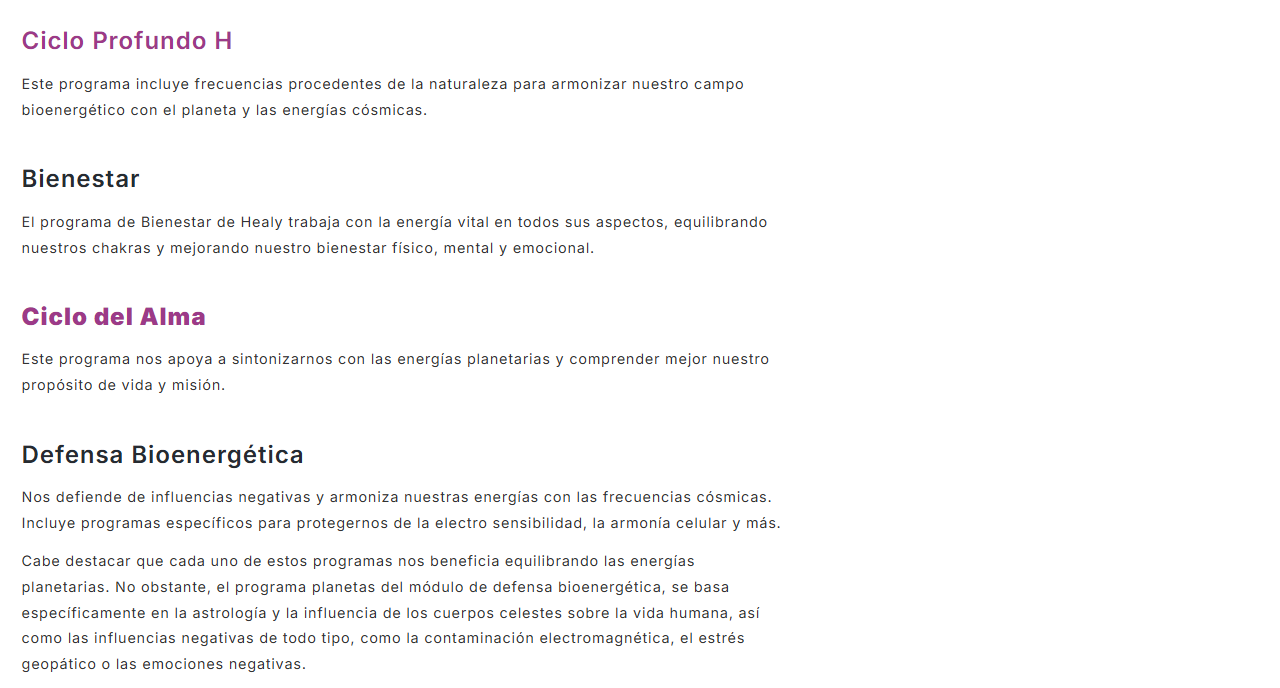 Ciclo Profundo H
Este programa incluye frecuencias procedentes de la naturaleza para armonizar nuestro campo
bioenergético con el planeta y las energías cósmicas.
Bienestar
El programa de Bienestar de Healy trabaja con la energía vital en todos sus aspectos, equilibrando
nuestros chakras y mejorando nuestro bienestar físico, mental y emocional.
Ciclo del Alma
Este programa nos apoya a sintonizarnos con las energías planetarias y comprender mejor nuestro
propósito de vida y misión.
Defensa Bioenergética
Nos defiende de influencias negativas y armoniza nuestras energías con las frecuencias cósmicas.
Incluye programas específicos para protegernos de la electro sensibilidad, la armonía celular y más.
Cabe destacar que cada uno de estos programas nos beneficia equilibrando las energías
planetarias. No obstante, el programa planetas del módulo de defensa bioenergética, se basa
específicamente en la astrología y la influencia de los cuerpos celestes sobre la vida humana, así
como las influencias negativas de todo tipo, como la contaminación electromagnética, el estrés
geopático o las emociones negativas.